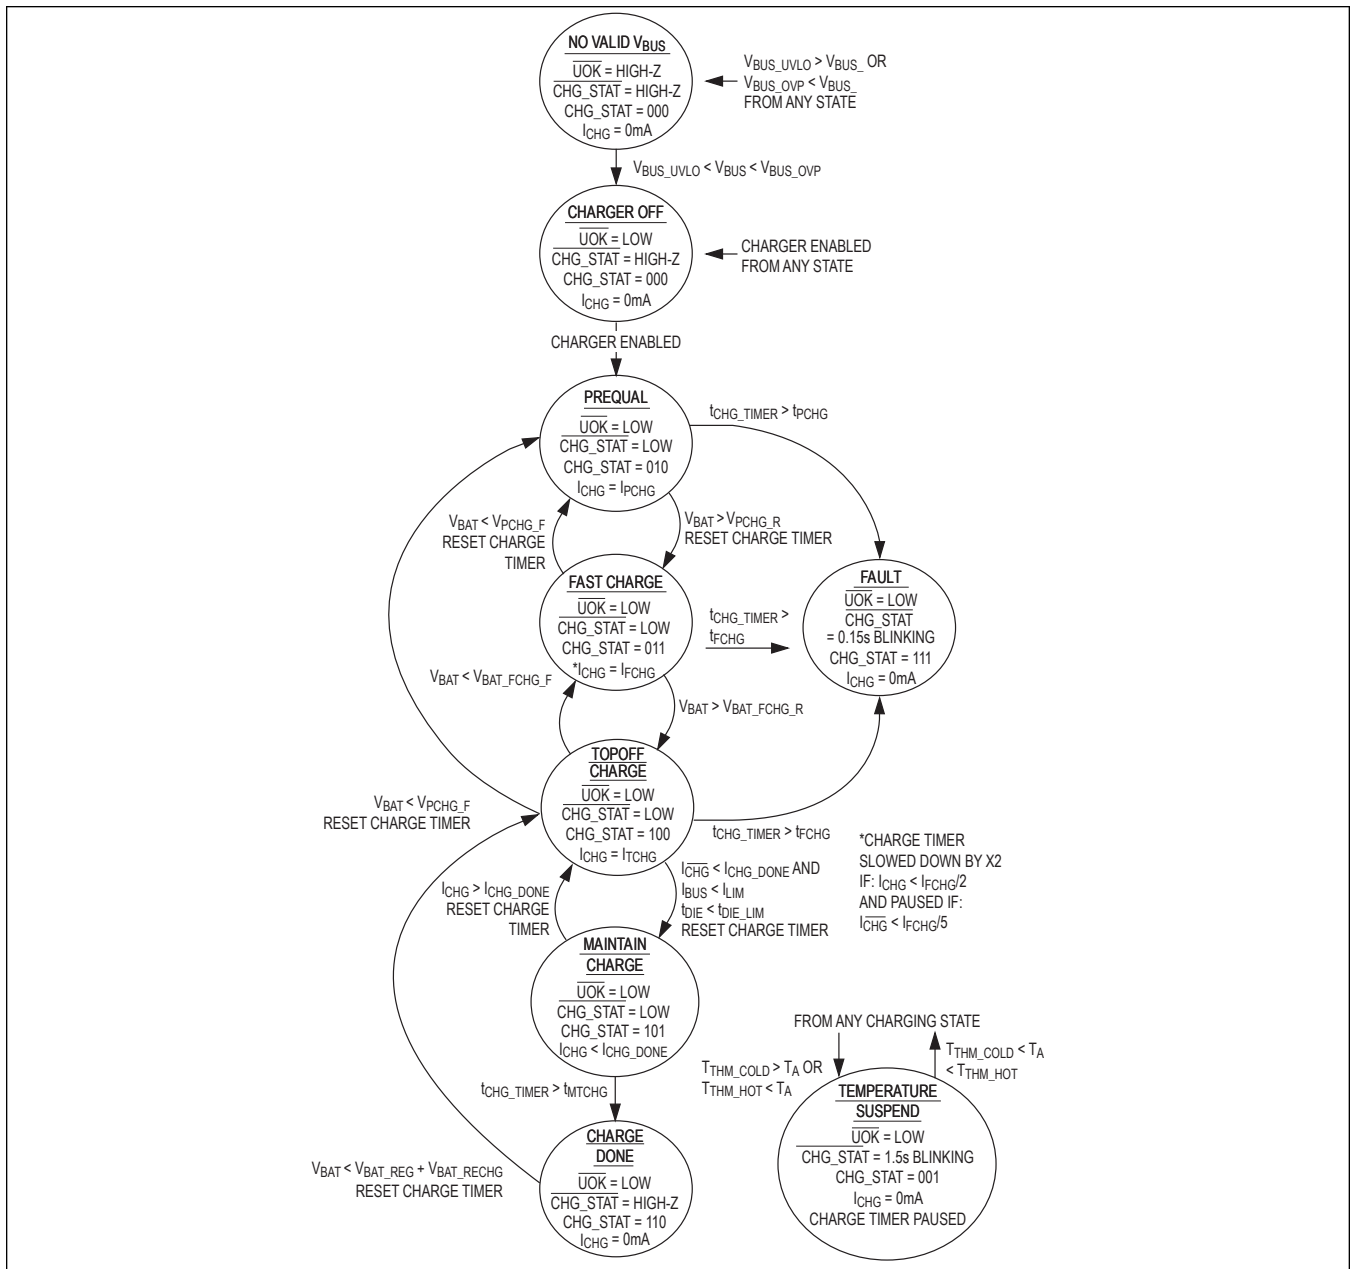 NO VALID VBUS
UOK = HIGH-Z
CHG_STAT = HIGH-Z
CHG_STAT = 000
ICHG = 0mA
VBUS_UVLO > VBUS_ OR
VBUS_OVP < VBUS_
FROM ANY STATE
VBUS_UVLO < VBUS < VBUS_OVP
CHARGER OFF
UOK = LOW
CHG_STAT = HIGH-Z
CHG_STAT = 000
ICHG = 0mA
CHARGER ENABLED
FROM ANY STATE
CHARGER ENABLED
PREQUAL
UOK = LOW
CHG_STAT = LOW
CHG_STAT = 010
ICHG = IPCHG
tCHG_TIMER > tPCHG
VBAT < VPCHG_F
RESET CHARGE
TIMER
VBAT > VPCHG_R
RESET CHARGE TIMER
FAST CHARGE
UOK = LOW
CHG_STAT = LOW
CHG_STAT = 011
*ICHG = IFCHG
tCHG_TIMER >
tFCHG
FAULT
UOK = LOW
CHG_STAT
= 0.15s BLINKING
CHG_STAT = 111
ICHG = 0mA
VBAT < VBAT_FCHG_F
VBAT > VBAT_FCHG_R
TOPOFF
CHARGE
UOK = LOW
CHG_STAT = LOW
CHG_STAT = 100
ICHG = ITCHG
VBAT < VPCHG_F
RESET CHARGE TIMER
tCHG_TIMER > tFCHG
*CHARGE TIMER
SLOWED DOWN BY X2
IF: ICHG < IFCHG/2
AND PAUSED IF:
ICHG < IFCHG/5
ICHG > ICHG_DONE
RESET CHARGE
TIMER
ICHG < ICHG_DONE AND
IBUS < ILIM
tDIE < tDIE_LIM
RESET CHARGE TIMER
MAINTAIN
CHARGE
UOK = LOW
CHG_STAT = LOW
CHG_STAT = 101
ICHG < ICHG_DONE
tCHG_TIMER > tMTCHG
CHARGE
DONE
UOK = LOW
CHG_STAT = HIGH-Z
CHG_STAT = 110
ICHG = 0mA
VBAT < VBAT_REG + VBAT_RECHG
RESET CHARGE TIMER
FROM ANY CHARGING STATE
TTHM_COLD > TA OR
TTHM_HOT < TA
TTHM_COLD < TA
< TTHM_HOT
TEMPERATURE
SUSPEND
UOK = LOW
CHG_STAT = 1.5s BLINKING
CHG_STAT = 001
ICHG = 0mA
CHARGE TIMER PAUSED